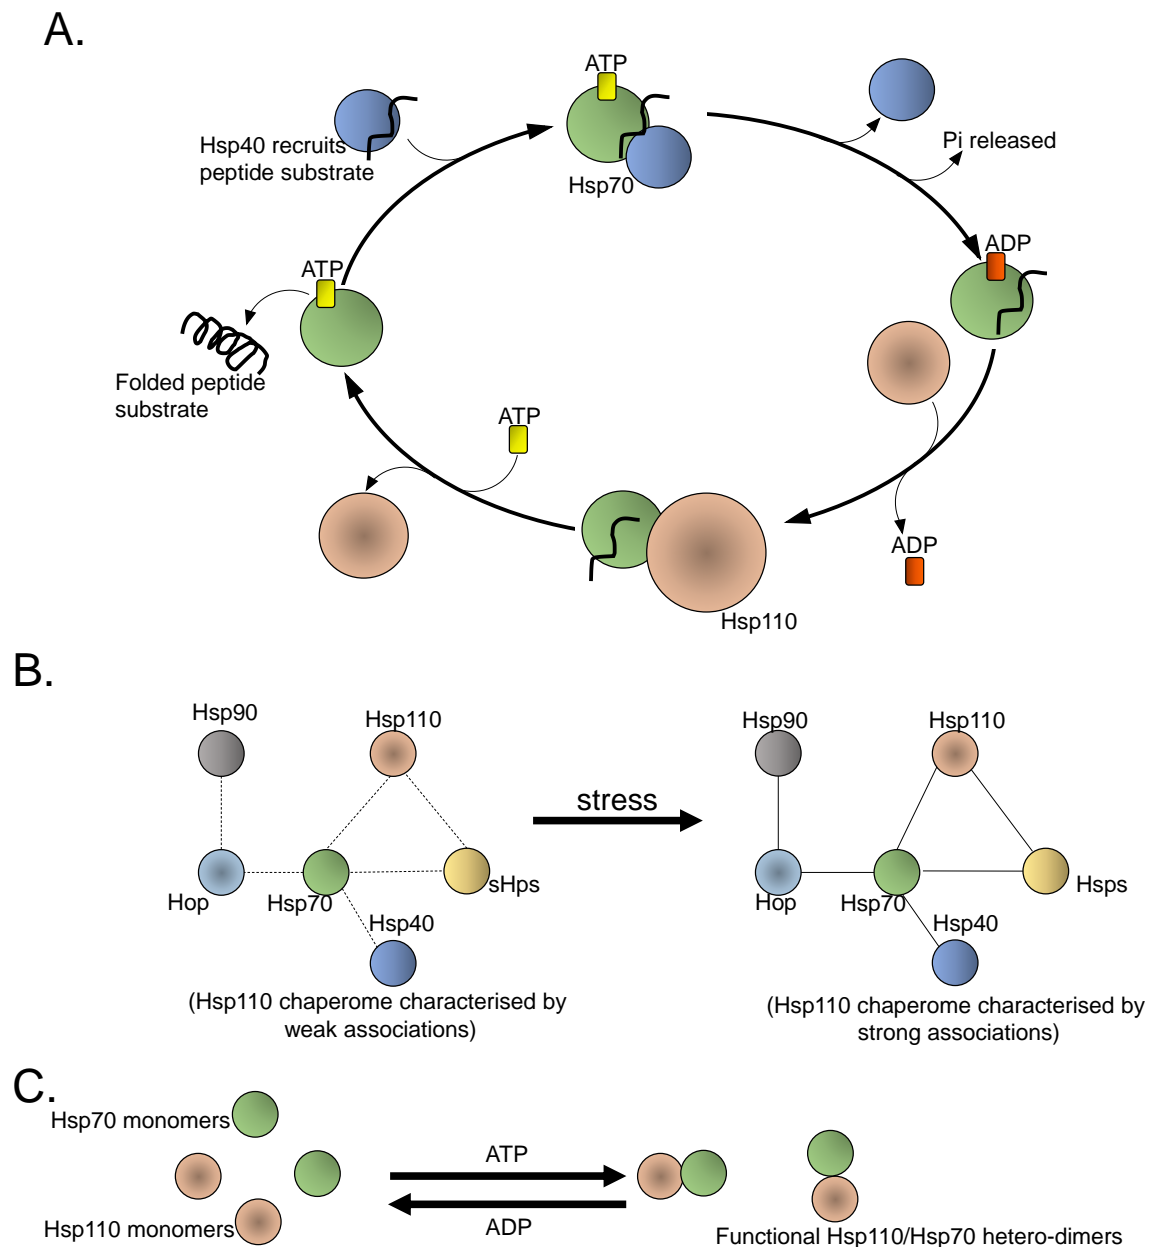 A.
ATP
Hsp40 recruits
peptide substrate
Hsp70
Pi released
ATP
ADP
Folded peptide
substrate
ATP
ADP
Hsp110
B.
Hsp90
Hsp110
Hop
Hsp70
sHps
Hsp40
(Hsp110 chaperome characterised by
weak associations)
stress
Hsp90
Hsp110
Hop
Hsp70
Hsps
Hsp40
(Hsp110 chaperome characterised by
strong associations)
C.
Hsp70 monomers
Hsp110 monomers
ATP
ADP
Functional Hsp110/Hsp70 hetero-dimers